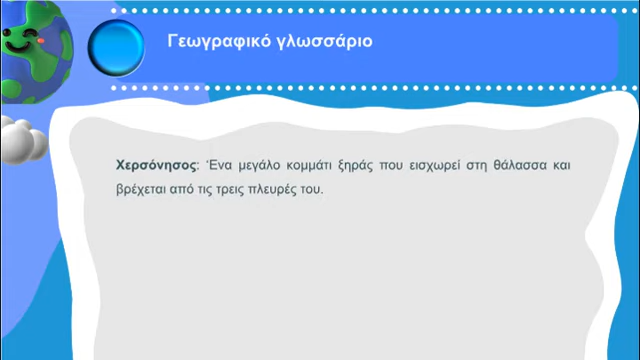 Γεωγραφικό γλωσσάριο
Χερσόνησος: Ένα μεγάλο κομμάτι ξηράς που εισχωρεί στη θάλασσα και
βρέχεται από τις τρεις πλευρές του.